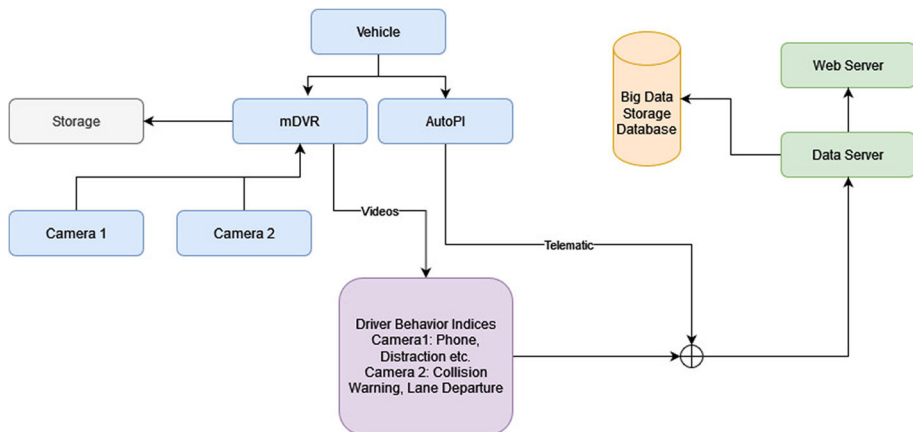 Vehicle
Web Server
Big Data
Storage
Database
Storage
mDVR
AutoPI
Data Server
Camera 1
Camera 2
Videos
Telematic
Driver Behavior Indices
Camera1: Phone,
Distraction etc.
Camera 2: Collision
Warning, Lane Departure